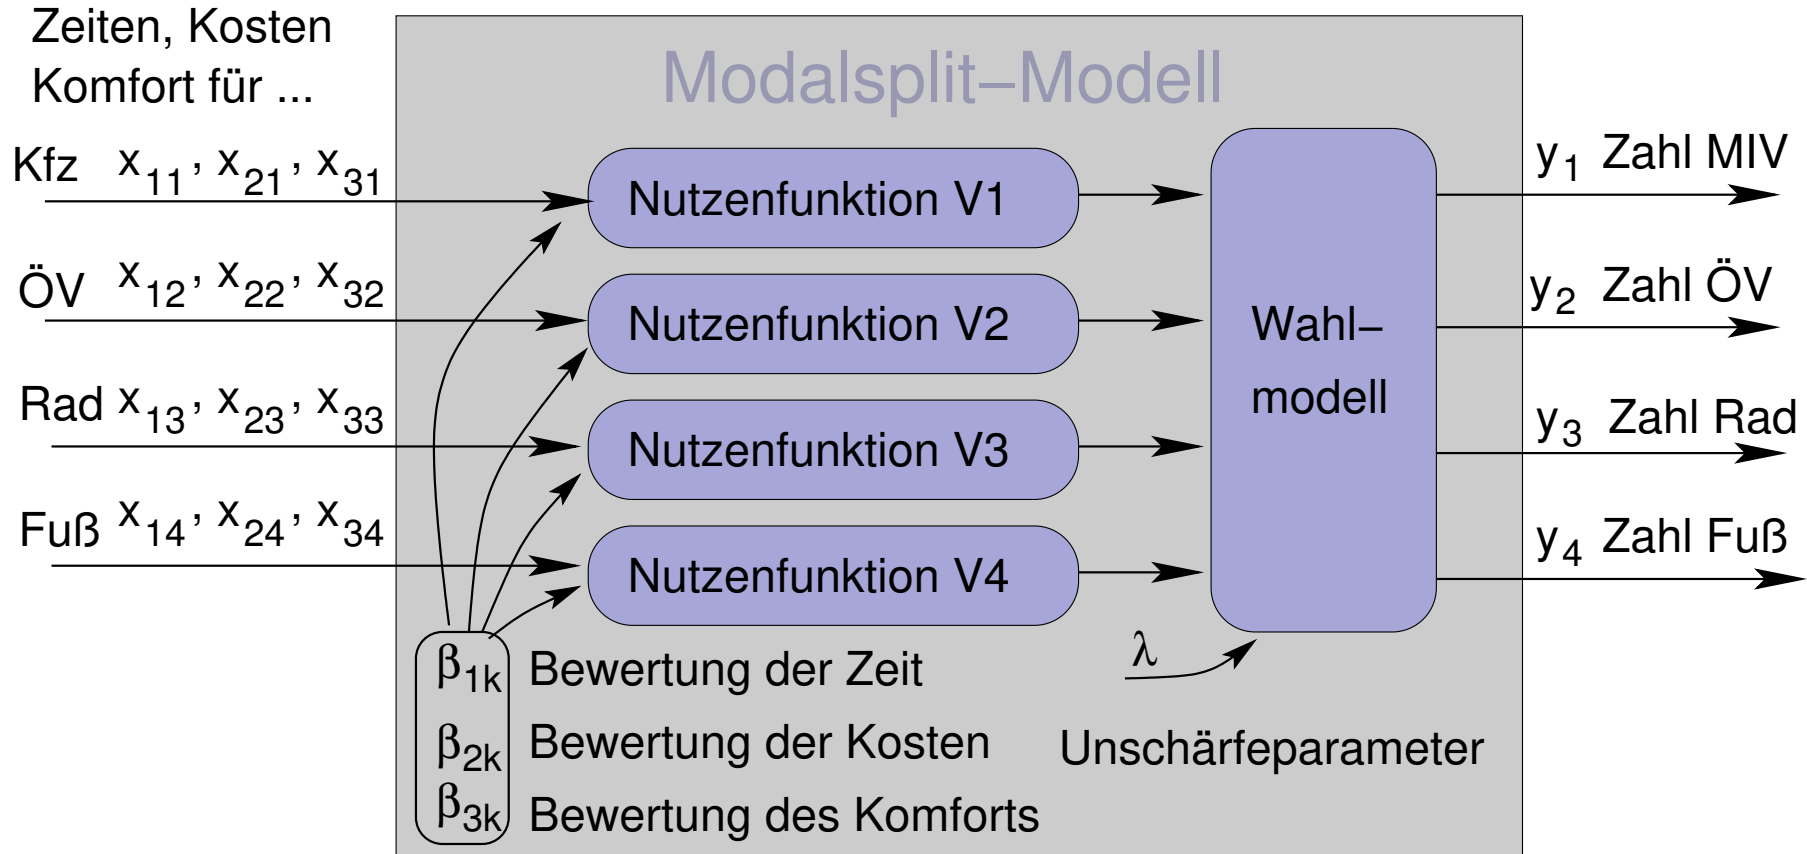 Zeiten, Kosten
Komfort für ...
Modalsplit–Modell
Kfz x11, x21, x31
Nutzenfunktion V1
y1 Zahl MIV
ÖV x12, x22, x32
Nutzenfunktion V2
y2 Zahl ÖV
Wahl–
modell
Rad x13, x23, x33
Nutzenfunktion V3
y3 Zahl Rad
Fuß x14, x24, x34
Nutzenfunktion V4
y4 Zahl Fuß
β1k Bewertung der Zeit
λ
β2k Bewertung der Kosten
Unschärfeparameter
β3k Bewertung des Komforts